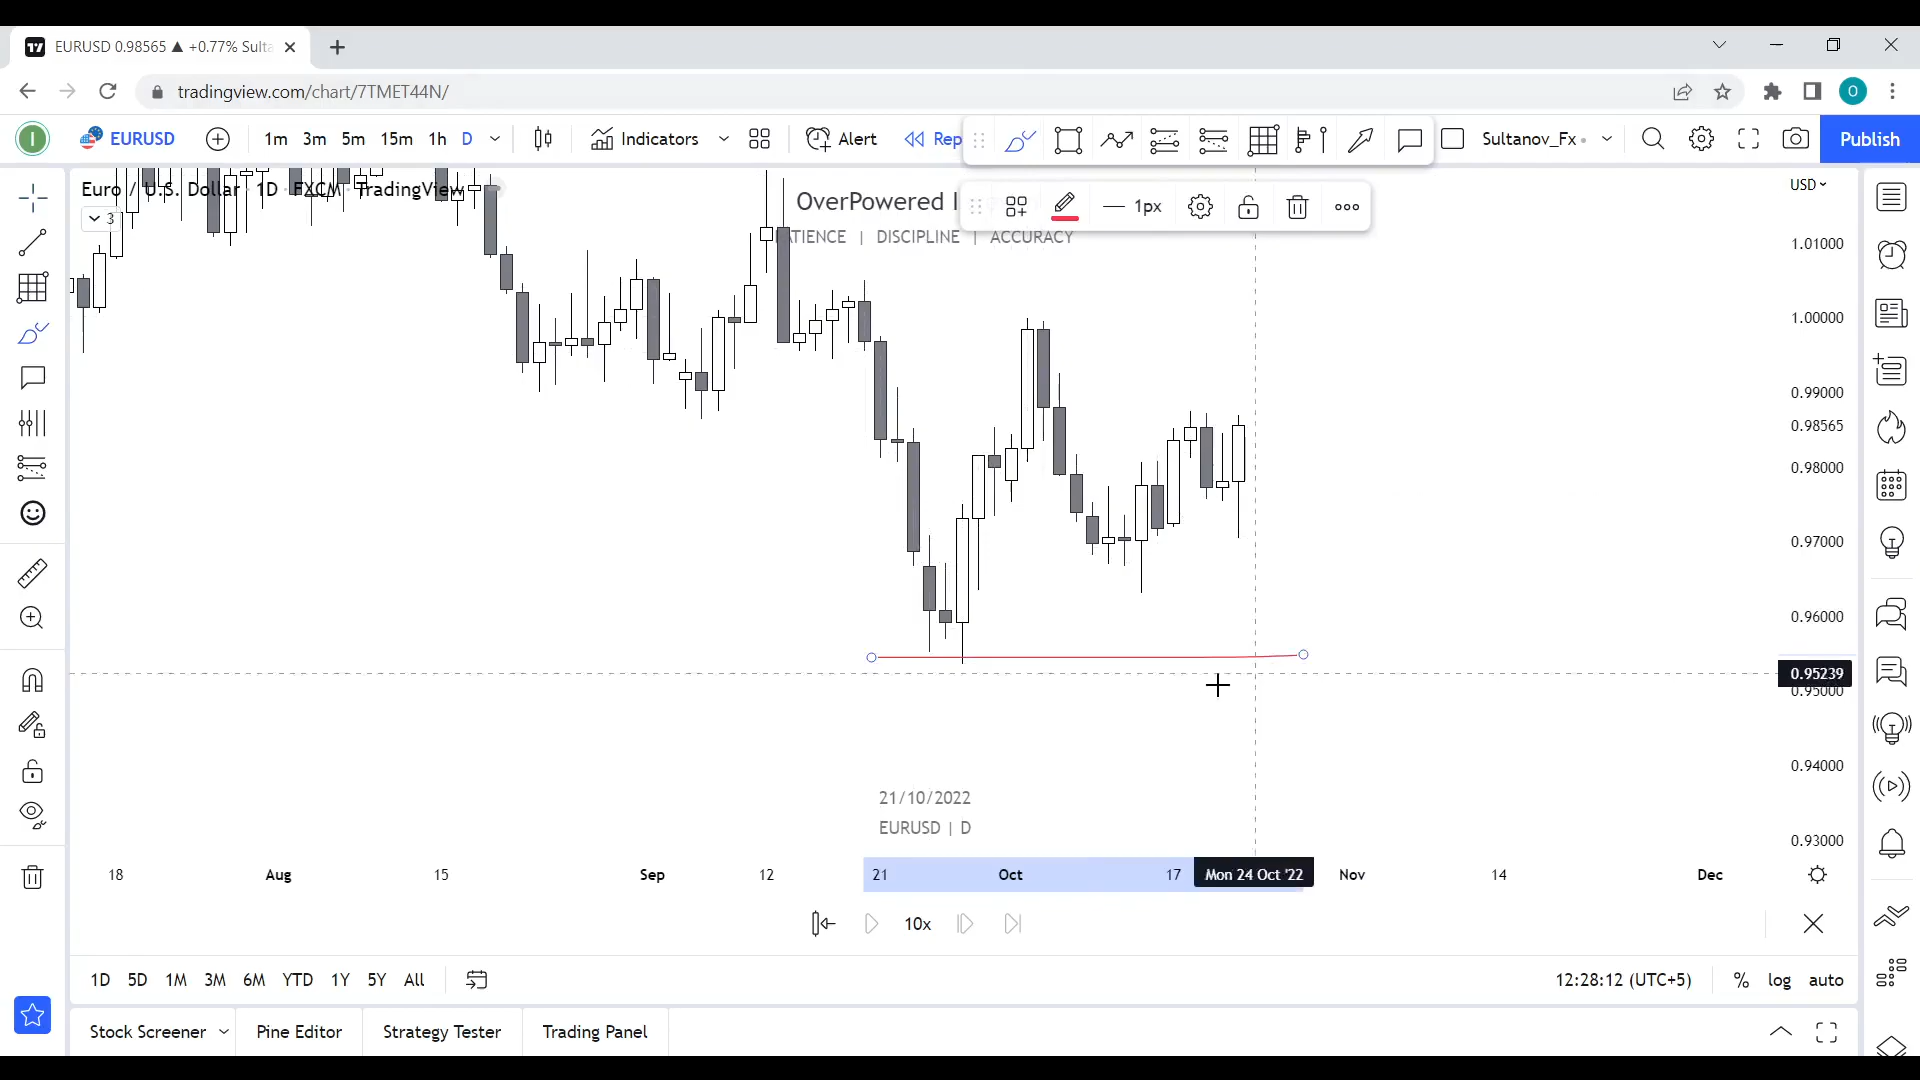 EURUSD 0.98565 ▲ +0.77% Sulta
tradingview.com/chart/7TMET44N/
O
I
EURUSD
1m 3m 5m 15m 1h D
Indicators
Alert
Rep
Sultanov_Fx
Publish
Euro / U.S. Dollar · 1D · FXCM · TradingView
3
OverPowered I
1px
ATIENCE | DISCIPLINE | ACCURACY
USD
1.01000
1.00000
0.99000
0.98565
0.98000
0.97000
0.96000
0.95239
0.95000
0.94000
0.93000
21/10/2022
EURUSD | D
18 Aug 15 Sep 12 21 Oct 17 Mon 24 Oct '22 Nov 14 Dec
10x
1D 5D 1M 3M 6M YTD 1Y 5Y All
12:28:12 (UTC+5) % log auto
Stock Screener Pine Editor Strategy Tester Trading Panel